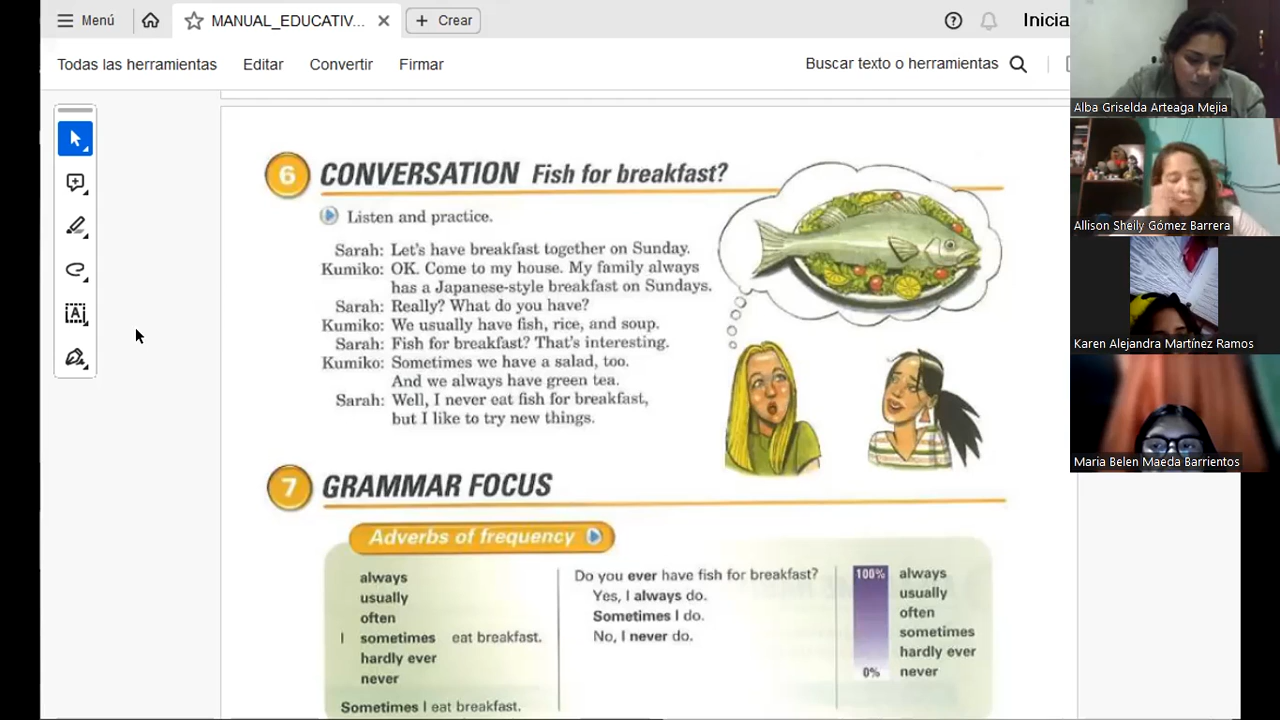 Menú
MANUAL_EDUCATIV...
Crear
Inicia
Todas las herramientas
Editar
Convertir
Firmar
Buscar texto o herramientas
6 CONVERSATION Fish for breakfast?
Listen and practice.
Sarah: Let's have breakfast together on Sunday.
Kumiko: OK. Come to my house. My family always
has a Japanese-style breakfast on Sundays.
Sarah: Really? What do you have?
Kumiko: We usually have fish, rice, and soup.
Sarah: Fish for breakfast? That's interesting.
Kumiko: Sometimes we have a salad, too.
And we always have green tea.
Sarah: Well, I never eat fish for breakfast,
but I like to try new things.
7 GRAMMAR FOCUS
Adverbs of frequency
always
usually
often
I sometimes eat breakfast.
hardly ever
never
Sometimes I eat breakfast.
Do you ever have fish for breakfast?
Yes, I always do.
Sometimes I do.
No, I never do.
100% always
usually
often
sometimes
hardly ever
0% never
Alba Griselda Arteaga Mejia
Allison Sheily Gómez Barrera
Karen Alejandra Martínez Ramos
Maria Belen Maeda Barrientos